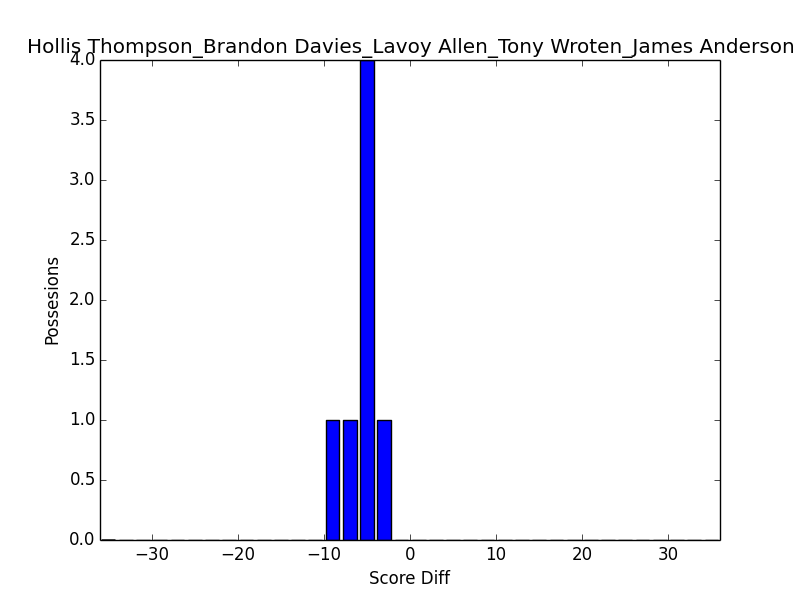 Hollis Thompson_Brandon Davies_Lavoy Allen_Tony Wroten_James Anderson
4.0
3.5
3.0
2.5
2.0
1.5
1.0
0.5
0.0
Possesions
−30 −20 −10 0 10 20 30
Score Diff